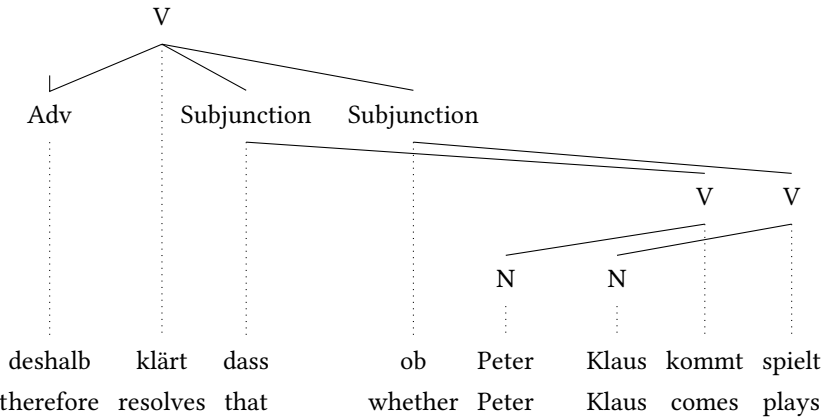 V
Adv Subjunction Subjunction
V V
N N
deshalb klärt dass ob Peter Klaus kommt spielt
therefore resolves that whether Peter Klaus comes plays